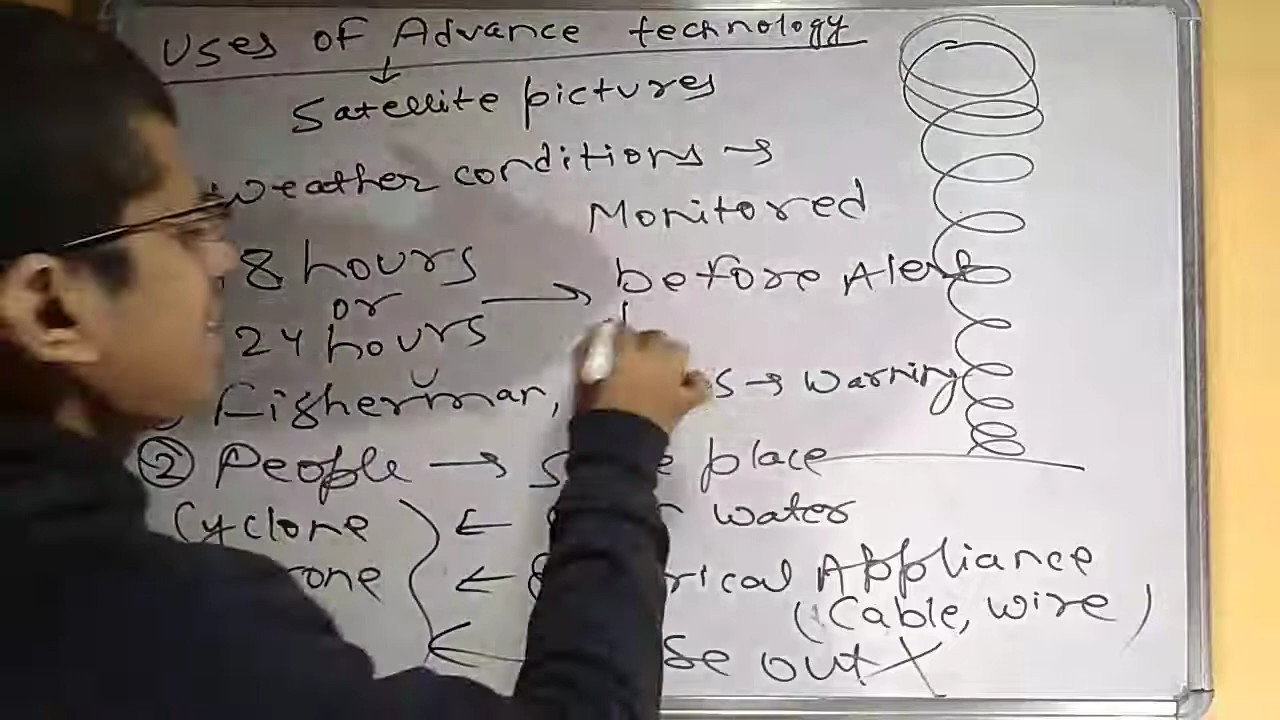 Uses of Advance technology
Satellite pictures
weather conditions →
Monitored
8 hours
or
24 hours → before Alert
Fisherman, → Warning
② People → place
Cyclone ← water
← Appliance
(Cable, wire)
← out X